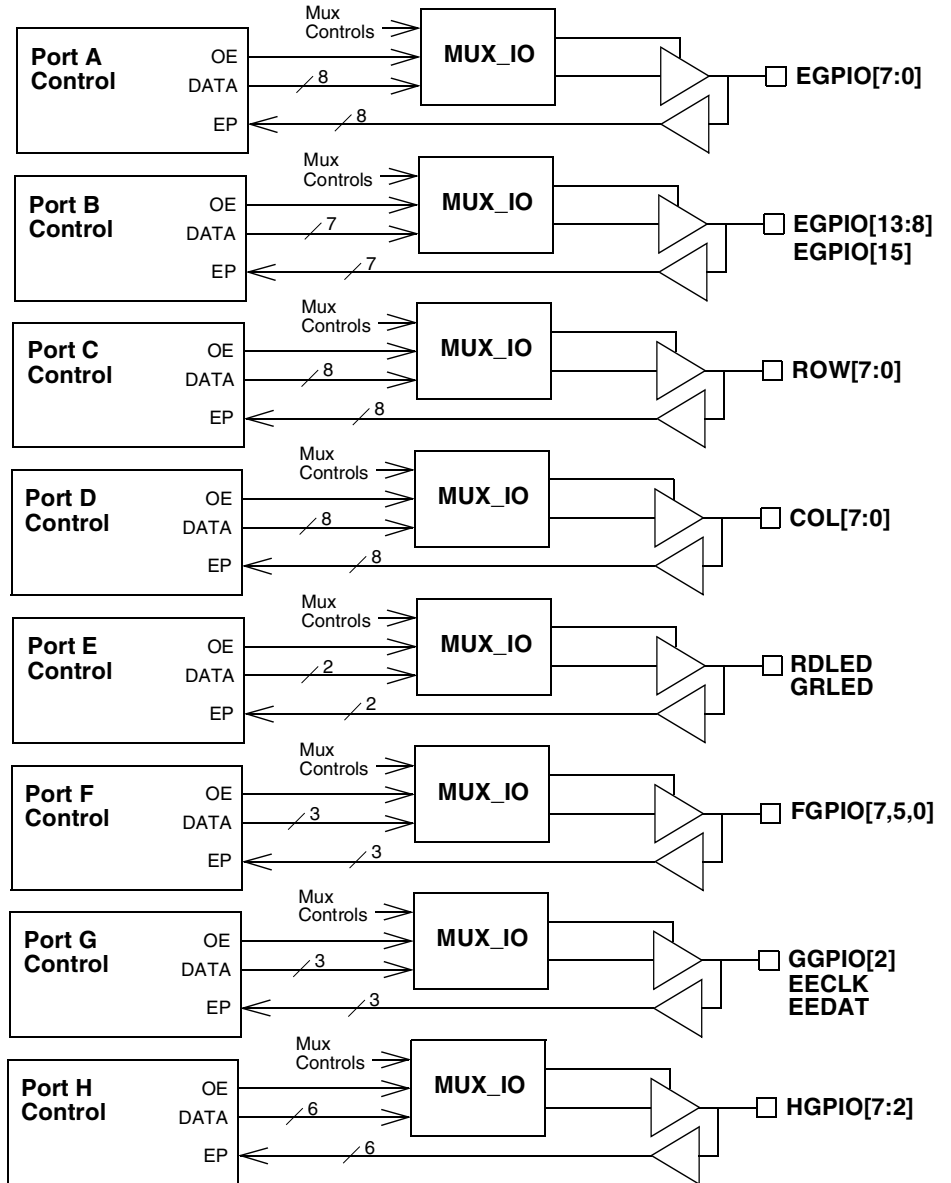 Mux
Controls
Port A
Control
OE
DATA
EP
8
8
MUX_IO
EGPIO[7:0]
Mux
Controls
Port B
Control
OE
DATA
EP
7
7
MUX_IO
EGPIO[13:8]
EGPIO[15]
Mux
Controls
Port C
Control
OE
DATA
EP
8
8
MUX_IO
ROW[7:0]
Mux
Controls
Port D
Control
OE
DATA
EP
8
8
MUX_IO
COL[7:0]
Mux
Controls
Port E
Control
OE
DATA
EP
2
2
MUX_IO
RDLED
GRLED
Mux
Controls
Port F
Control
OE
DATA
EP
3
3
MUX_IO
FGPIO[7,5,0]
Mux
Controls
Port G
Control
OE
DATA
EP
3
3
MUX_IO
GGPIO[2]
EECLK
EEDAT
Mux
Controls
Port H
Control
OE
DATA
EP
6
6
MUX_IO
HGPIO[7:2]